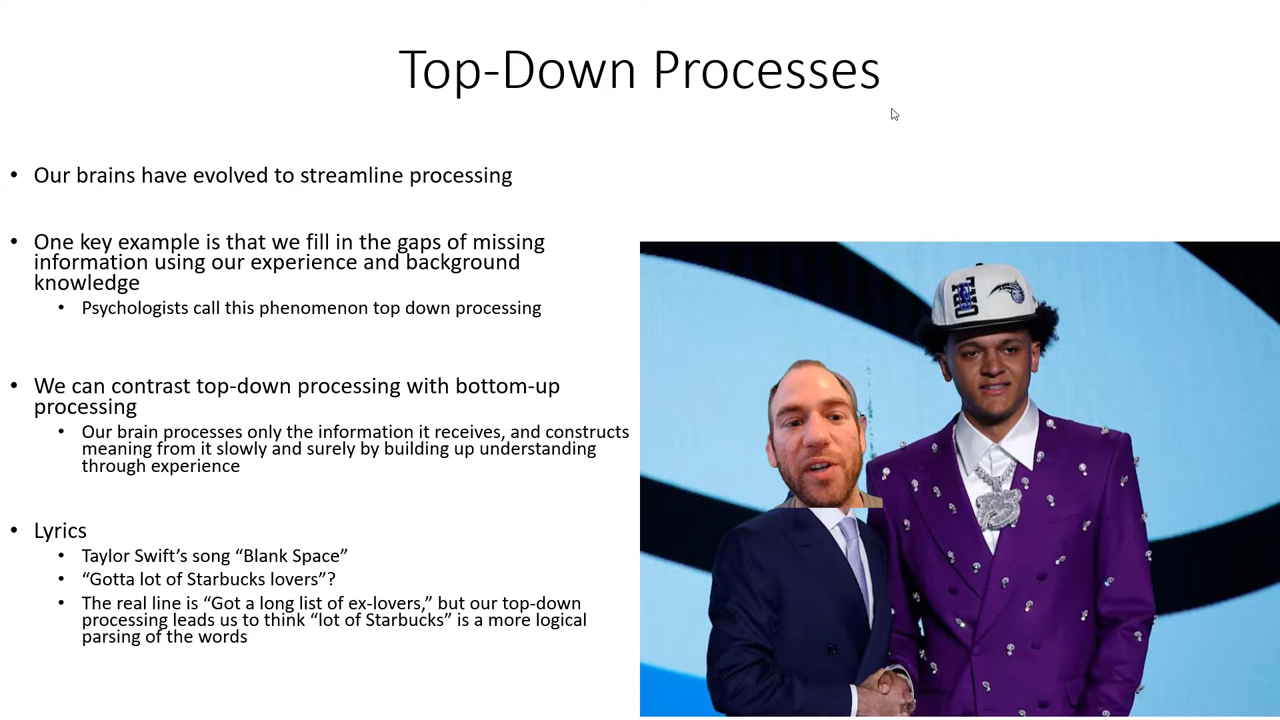 Top-Down Processes
• Our brains have evolved to streamline processing
• One key example is that we fill in the gaps of missing
information using our experience and background
knowledge
• Psychologists call this phenomenon top down processing
• We can contrast top-down processing with bottom-up
processing
• Our brain processes only the information it receives, and constructs
meaning from it slowly and surely by building up understanding
through experience
• Lyrics
• Taylor Swift’s song “Blank Space”
• “Gotta lot of Starbucks lovers”?
• The real line is “Got a long list of ex-lovers,” but our top-down
processing leads us to think “lot of Starbucks” is a more logical
parsing of the words